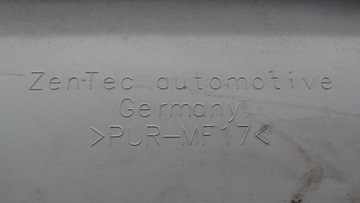 ZenTec automotive
Germany
>PUR-MF17<